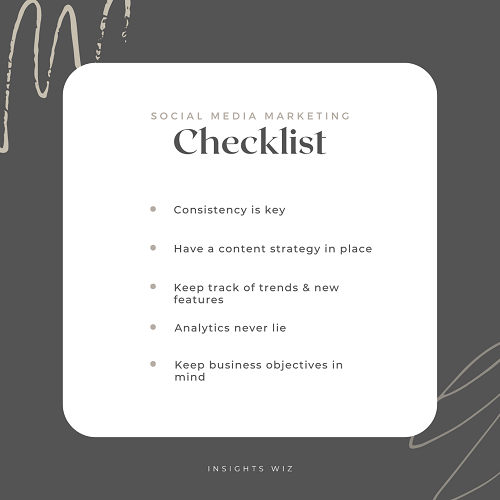 SOCIAL MEDIA MARKETING
Checklist
Consistency is key
Have a content strategy in place
Keep track of trends & new
features
Analytics never lie
Keep business objectives in
mind
INSIGHTS WIZ